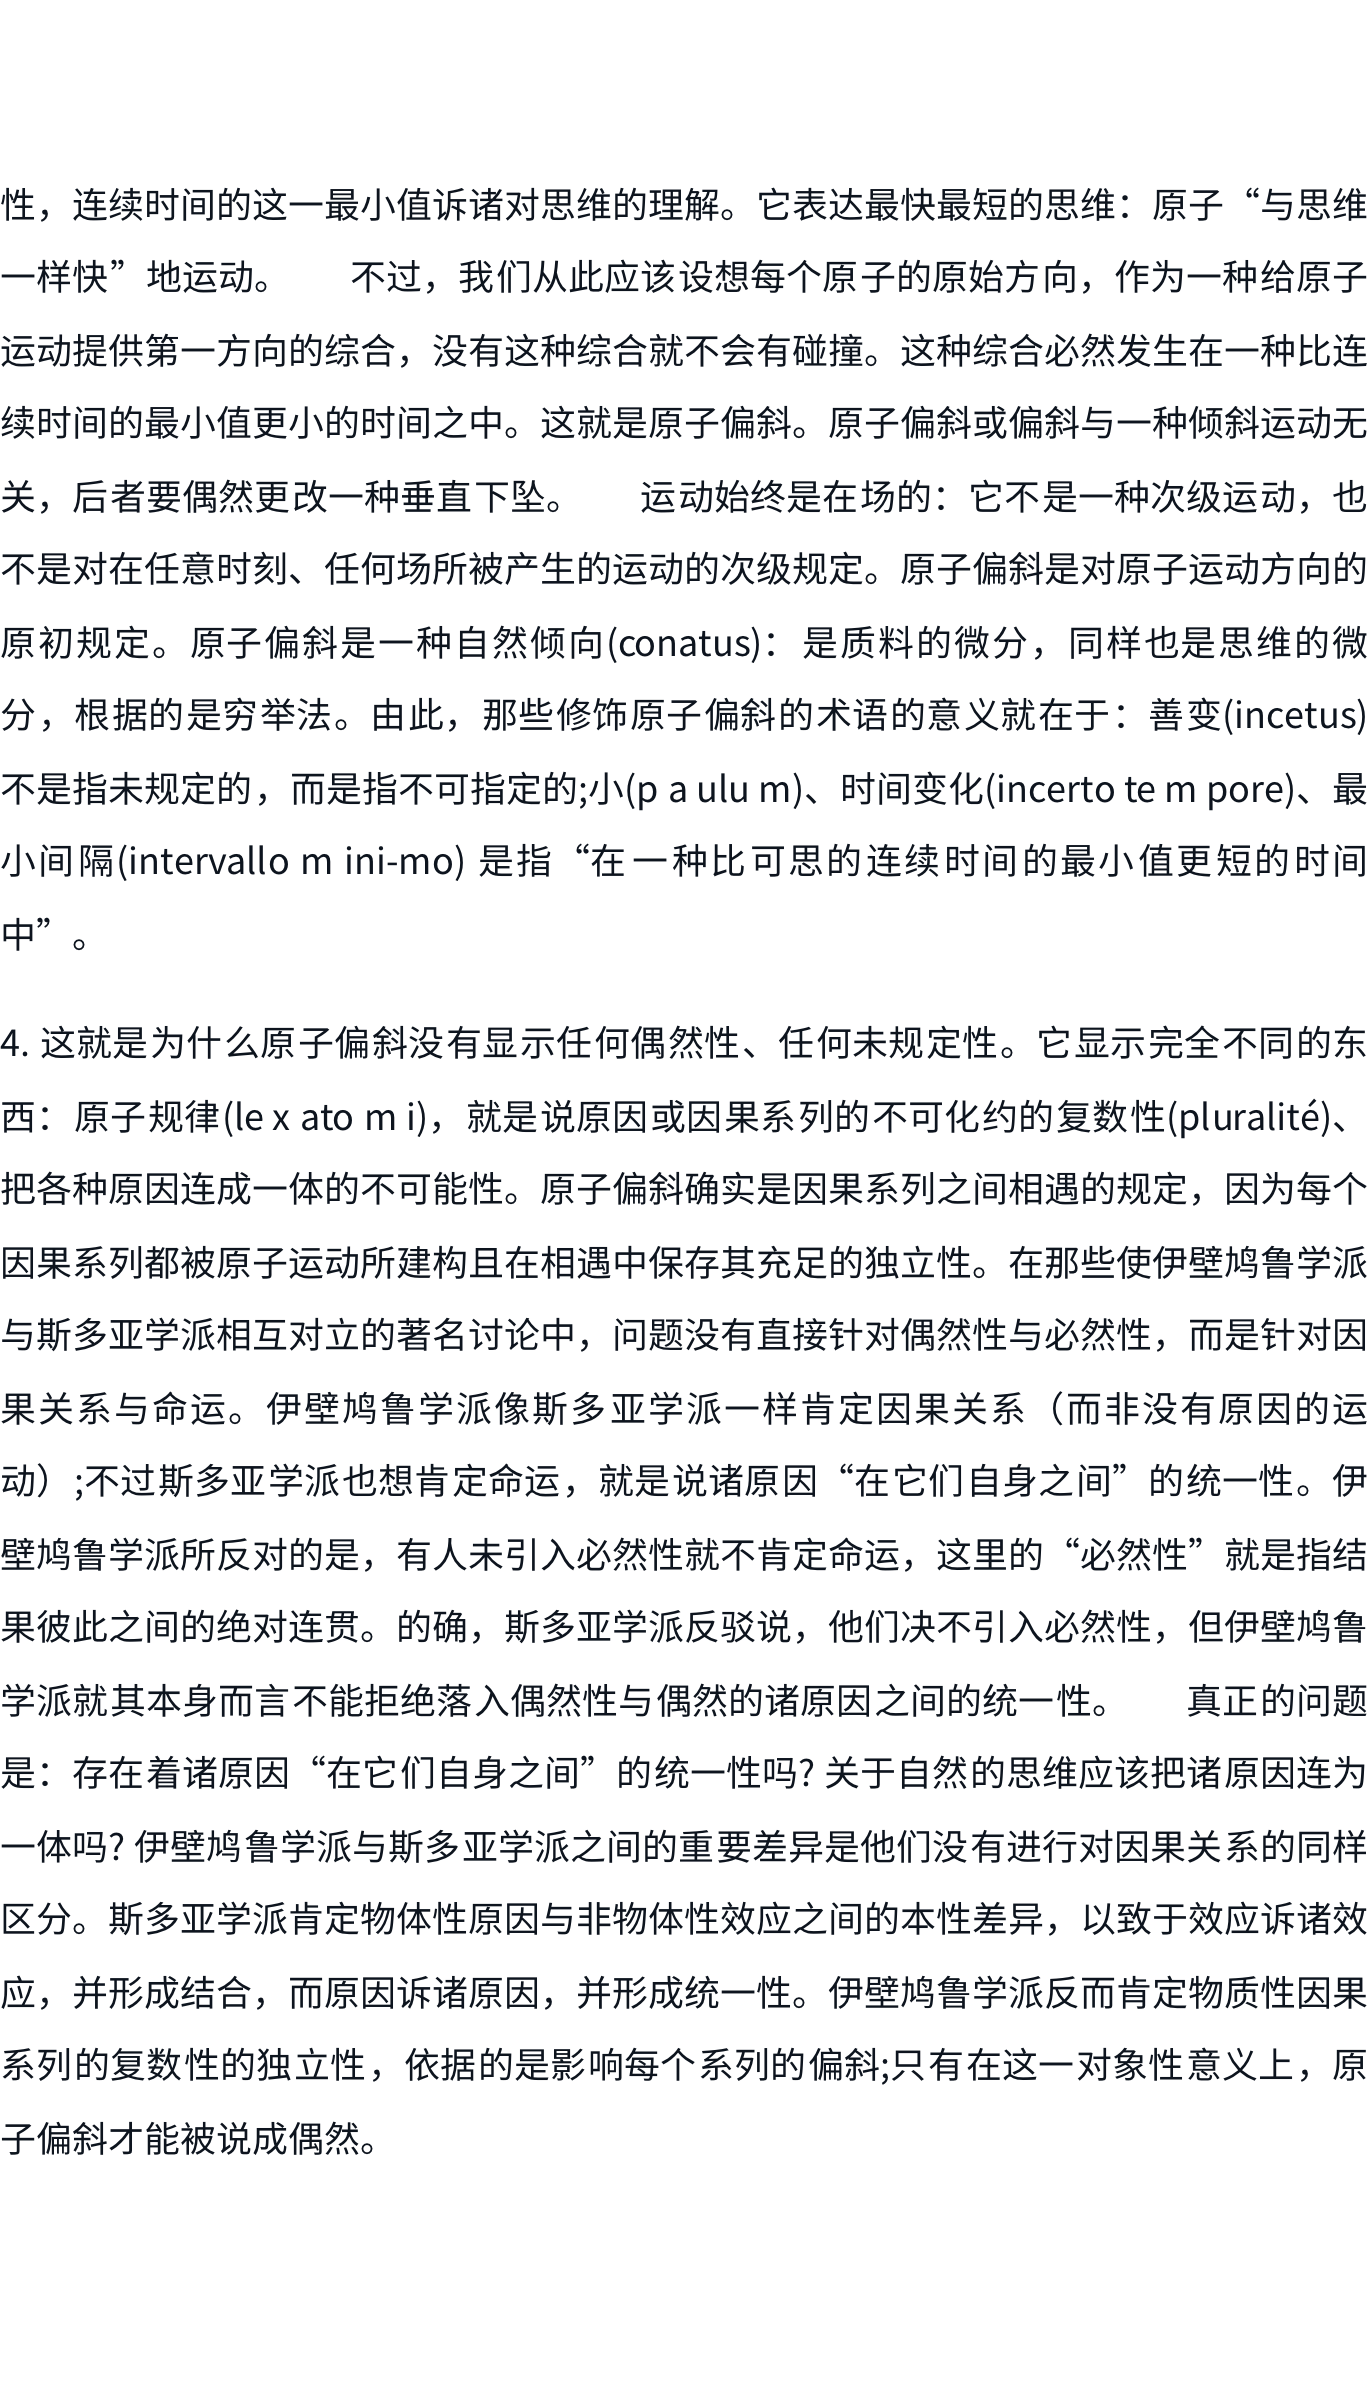 性，连续时间的这一最小值诉诸对思维的理解。它表达最快最短的思维：原子“与思维
一样快”地运动。　　不过，我们从此应该设想每个原子的原始方向，作为一种给原子
运动提供第一方向的综合，没有这种综合就不会有碰撞。这种综合必然发生在一种比连
续时间的最小值更小的时间之中。这就是原子偏斜。原子偏斜或偏斜与一种倾斜运动无
关，后者要偶然更改一种垂直下坠。　　运动始终是在场的：它不是一种次级运动，也
不是对在任意时刻、任何场所被产生的运动的次级规定。原子偏斜是对原子运动方向的
原初规定。原子偏斜是一种自然倾向(conatus)：是质料的微分，同样也是思维的微
分，根据的是穷举法。由此，那些修饰原子偏斜的术语的意义就在于：善变(incetus)
不是指未规定的，而是指不可指定的;小(p a ulu m)、时间变化(incerto te m pore)、最
小间隔(intervallo m ini-mo) 是指“在一种比可思的连续时间的最小值更短的时间
中”。
4. 这就是为什么原子偏斜没有显示任何偶然性、任何未规定性。它显示完全不同的东
西：原子规律(le x ato m i)，就是说原因或因果系列的不可化约的复数性(pluralité)、
把各种原因连成一体的不可能性。原子偏斜确实是因果系列之间相遇的规定，因为每个
因果系列都被原子运动所建构且在相遇中保存其充足的独立性。在那些使伊壁鸠鲁学派
与斯多亚学派相互对立的著名讨论中，问题没有直接针对偶然性与必然性，而是针对因
果关系与命运。伊壁鸠鲁学派像斯多亚学派一样肯定因果关系（而非没有原因的运
动）;不过斯多亚学派也想肯定命运，就是说诸原因“在它们自身之间”的统一性。伊
壁鸠鲁学派所反对的是，有人未引入必然性就不肯定命运，这里的“必然性”就是指结
果彼此之间的绝对连贯。的确，斯多亚学派反驳说，他们决不引入必然性，但伊壁鸠鲁
学派就其本身而言不能拒绝落入偶然性与偶然的诸原因之间的统一性。　　真正的问题
是：存在着诸原因“在它们自身之间”的统一性吗? 关于自然的思维应该把诸原因连为
一体吗? 伊壁鸠鲁学派与斯多亚学派之间的重要差异是他们没有进行对因果关系的同样
区分。斯多亚学派肯定物体性原因与非物体性效应之间的本性差异，以致于效应诉诸效
应，并形成结合，而原因诉诸原因，并形成统一性。伊壁鸠鲁学派反而肯定物质性因果
系列的复数性的独立性，依据的是影响每个系列的偏斜;只有在这一对象性意义上，原
子偏斜才能被说成偶然。